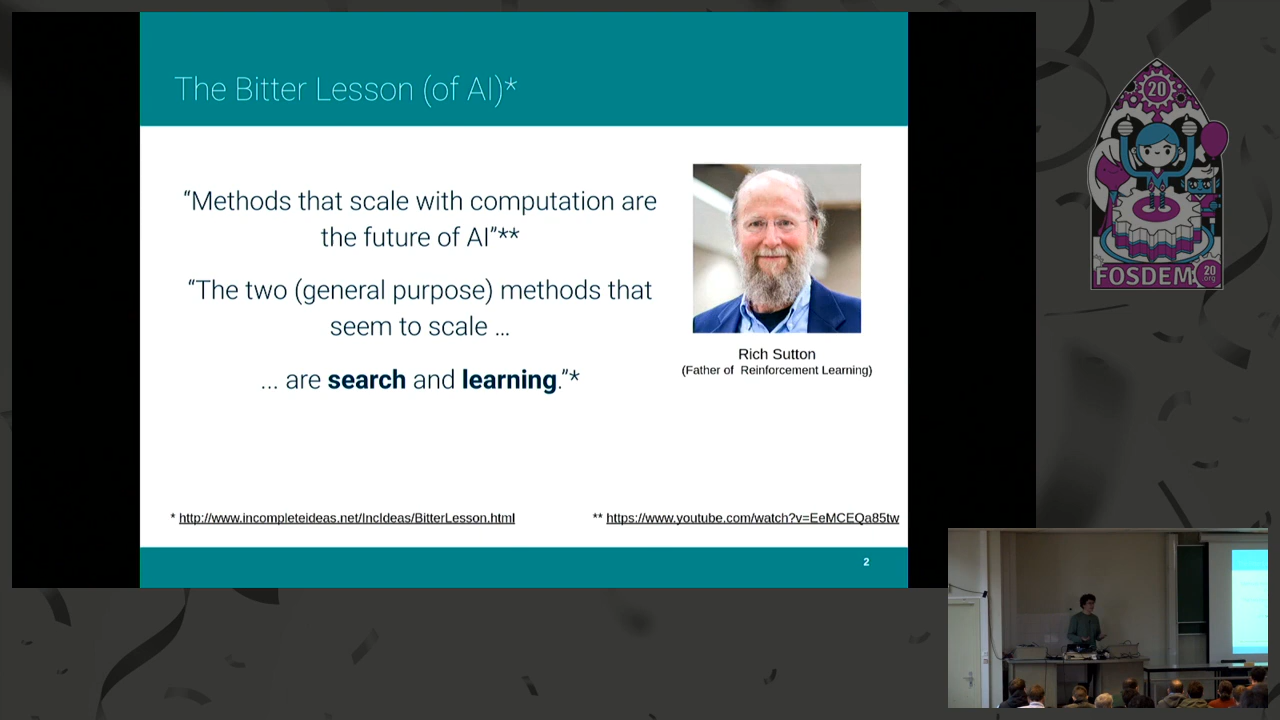 The Bitter Lesson (of AI)*
“Methods that scale with computation are
the future of AI”**
“The two (general purpose) methods that
seem to scale ...
... are search and learning.”*
Rich Sutton
(Father of Reinforcement Learning)
* http://www.incompleteideas.net/IncIdeas/BitterLesson.html
** https://www.youtube.com/watch?v=EeMCEQa85tw
2
20
FOSDEM
20
.org